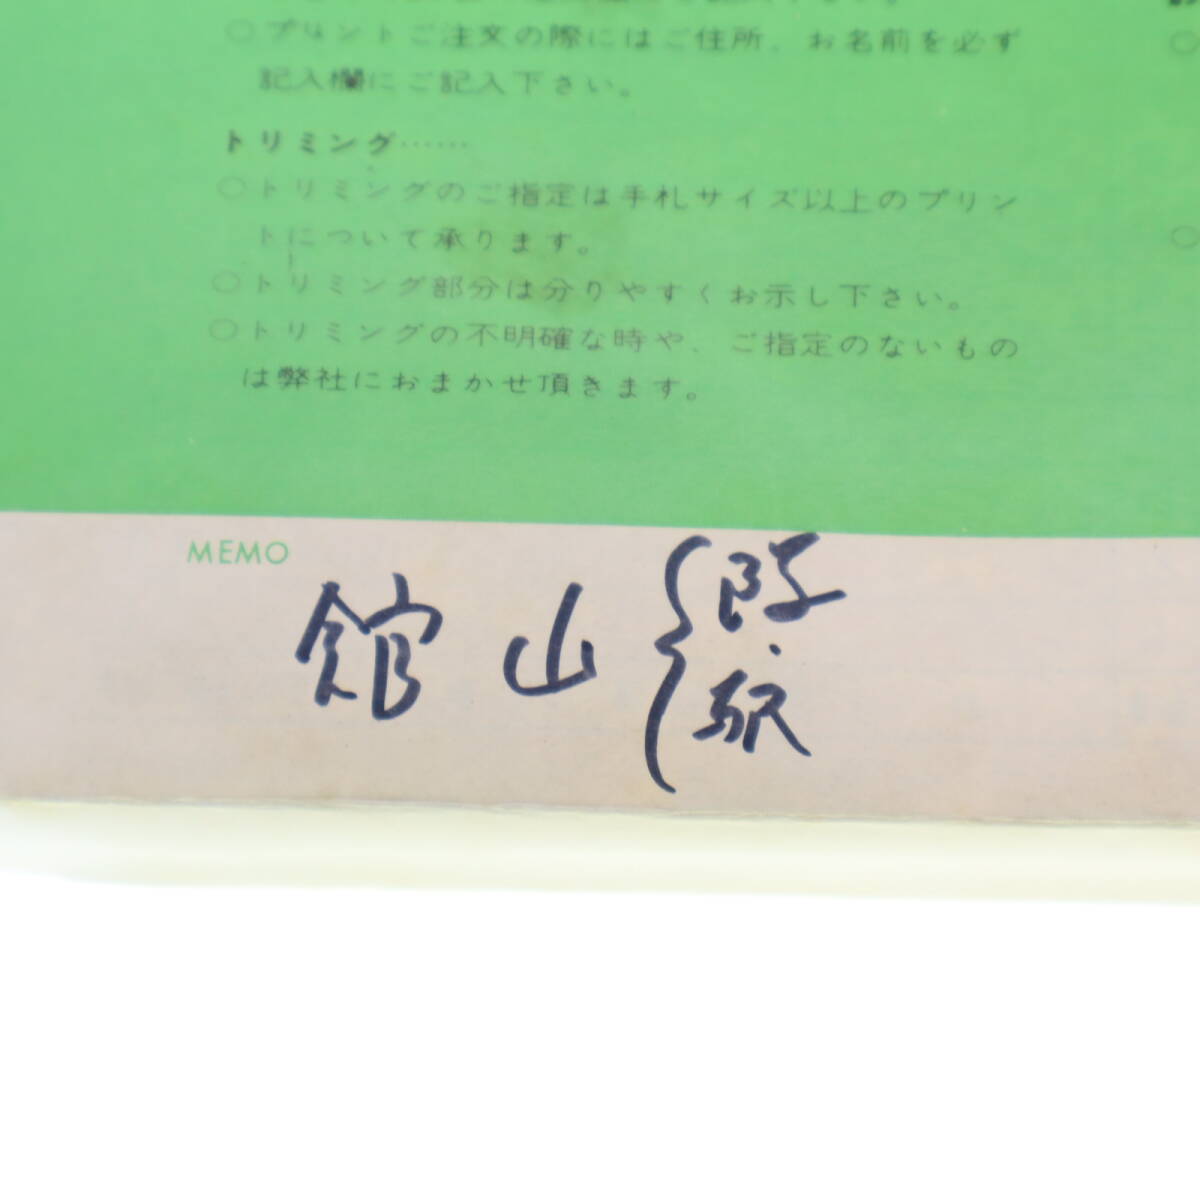 ○プリントご注文の際にはご住所、お名前を必ず
記入欄にご記入下さい。
トリミング……
○トリミングのご指定は手札サイズ以上のプリン
トについて承ります。
○トリミング部分は分りやすくお示し下さい。
○トリミングの不明確な時や、ご指定のないもの
は弊社におまかせ頂きます。
MEMO
館山
駅